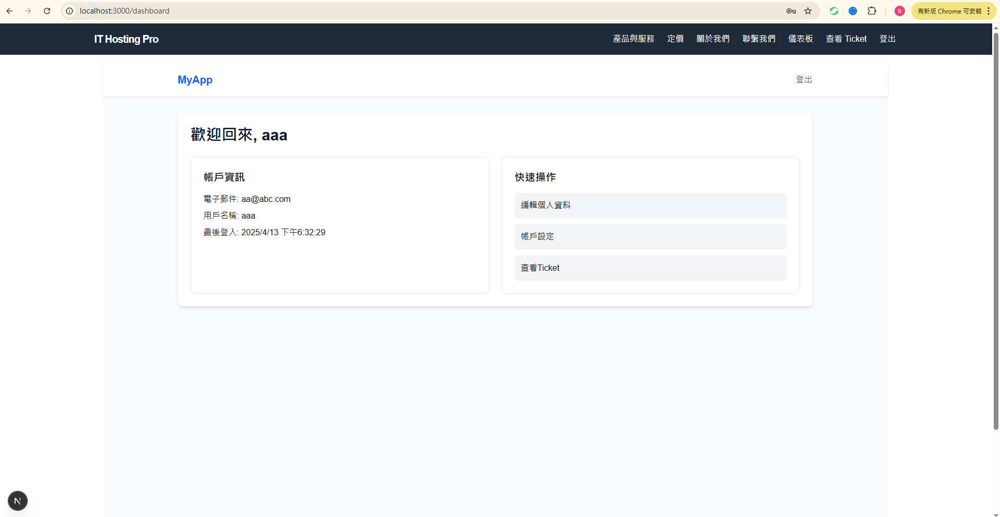 localhost:3000/dashboard
B
有新版 Chrome 可安裝
IT Hosting Pro
產品與服務 定價 關於我們 聯繫我們 儀表板 查看 Ticket 登出
MyApp
登出
歡迎回來, aaa
帳戶資訊
電子郵件: aa@abc.com
用戶名稱: aaa
最後登入: 2025/4/13 下午6:32:29
快速操作
編輯個人資料
帳戶設定
查看Ticket
N